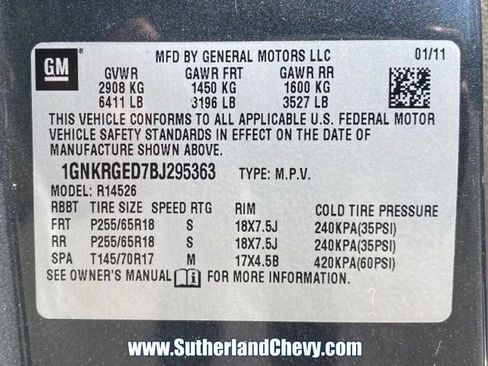 GM®
MFD BY GENERAL MOTORS LLC 01/11
GVWR GAWR FRT GAWR RR
2908 KG 1450 KG 1600 KG
6411 LB 3196 LB 3527 LB
THIS VEHICLE CONFORMS TO ALL APPLICABLE U.S. FEDERAL MOTOR
VEHICLE SAFETY STANDARDS IN EFFECT ON THE DATE OF
MANUFACTURE SHOWN ABOVE.
1GNKRGED7BJ295363 TYPE: M.P.V.
MODEL: R14526
RBBT TIRE SIZE SPEED RTG RIM COLD TIRE PRESSURE
FRT P255/65R18 S 18X7.5J 240KPA(35PSI)
RR P255/65R18 S 18X7.5J 240KPA(35PSI)
SPA T145/70R17 M 17X4.5B 420KPA(60PSI)
SEE OWNER'S MANUAL FOR MORE INFORMATION.
www.SutherlandChevy.com